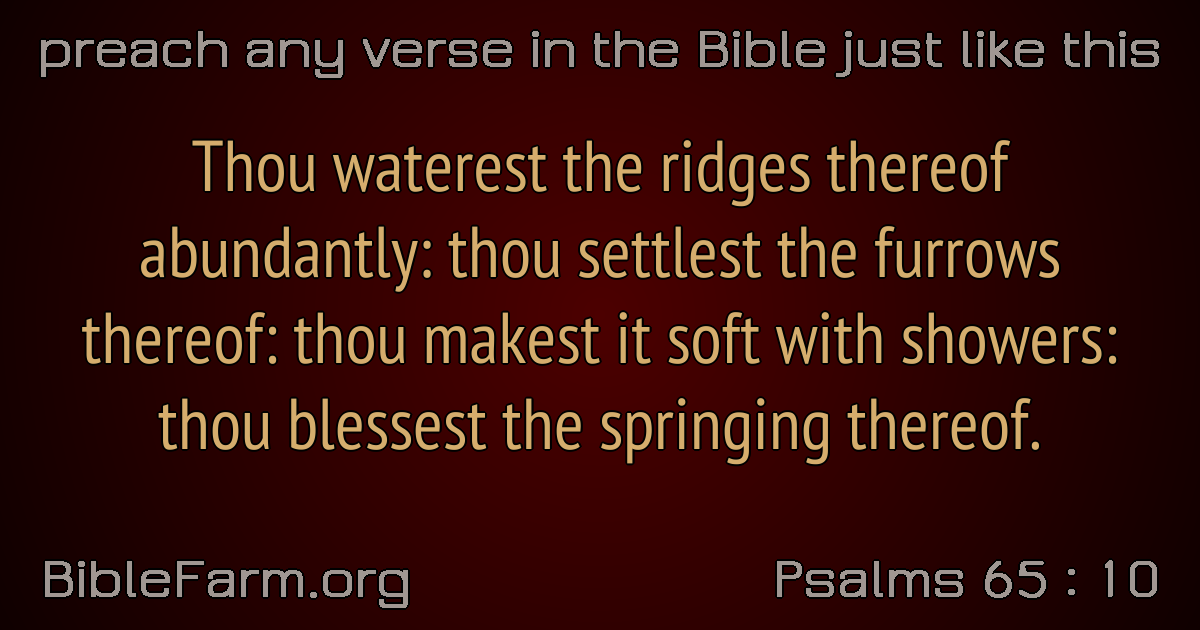 preach any verse in the Bible just like this
Thou waterest the ridges thereof
abundantly: thou settlest the furrows
thereof: thou makest it soft with showers:
thou blessest the springing thereof.
BibleFarm.org
Psalms 65 : 10